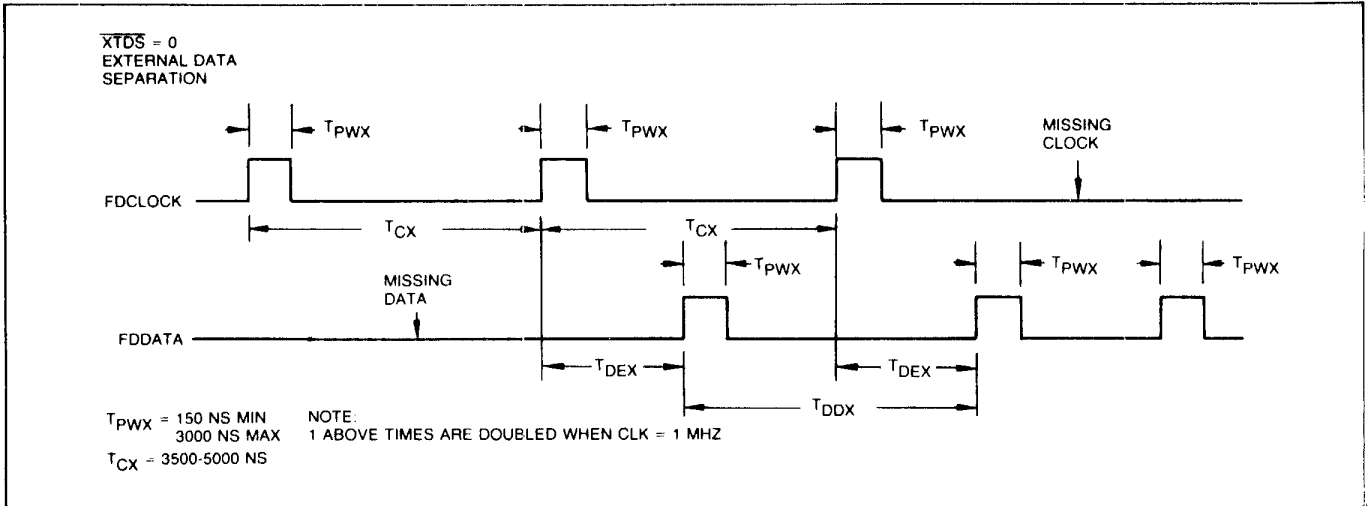 XTDS = 0
EXTERNAL DATA
SEPARATION
TPWX
TPWX
TPWX
MISSING
CLOCK
FDCLOCK
TCX
TCX
TPWX
TPWX
TPWX
MISSING
DATA
FDDATA
TDEX
TDEX
TDDX
TPWX = 150 NS MIN
3000 NS MAX
TCX = 3500-5000 NS
NOTE:
1 ABOVE TIMES ARE DOUBLED WHEN CLK = 1 MHZ